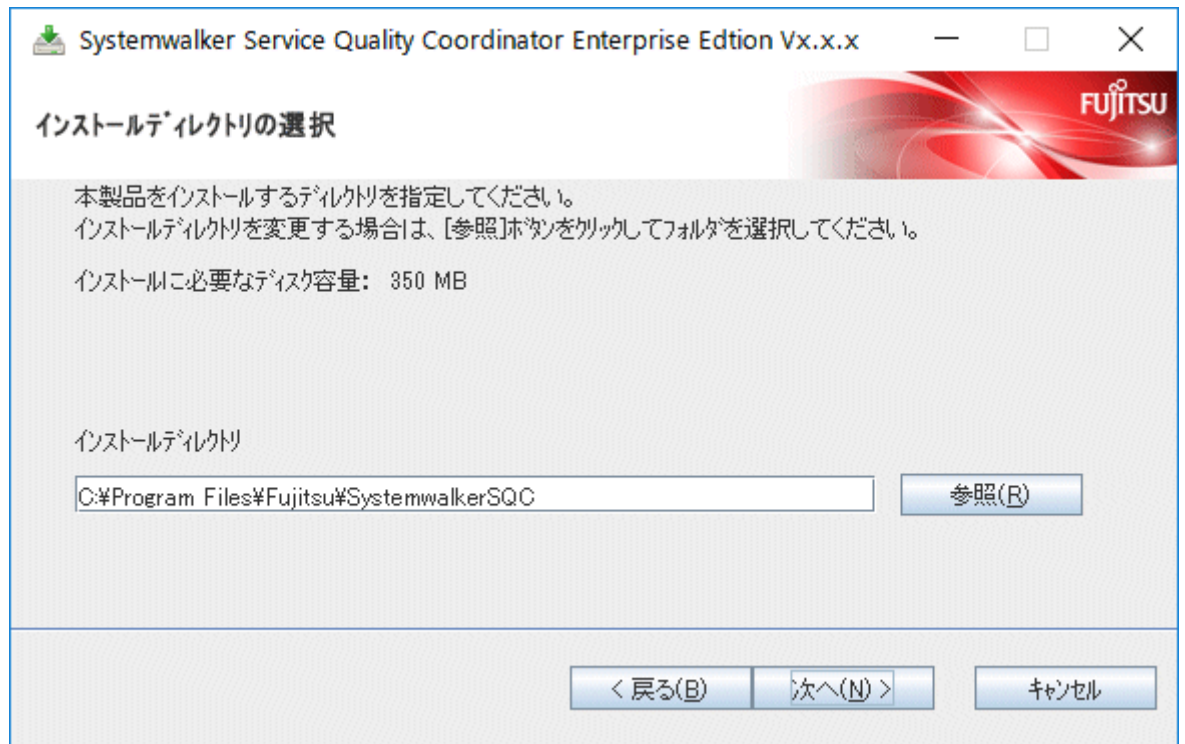 Systemwalker Service Quality Coordinator Enterprise Edtion Vx.x.x
インストールディレクトリの選択
FUJITSU
本製品をインストールするディレクトリを指定してください。
インストールディレクトリを変更する場合は、[参照]ボタンをクリックしてフォルダを選択してください。
インストールに必要なディスク容量: 350 MB
インストールディレクトリ
C:¥Program Files¥Fujitsu¥SystemwalkerSQC
参照(R)
< 戻る(B)
次へ(N) >
キャンセル